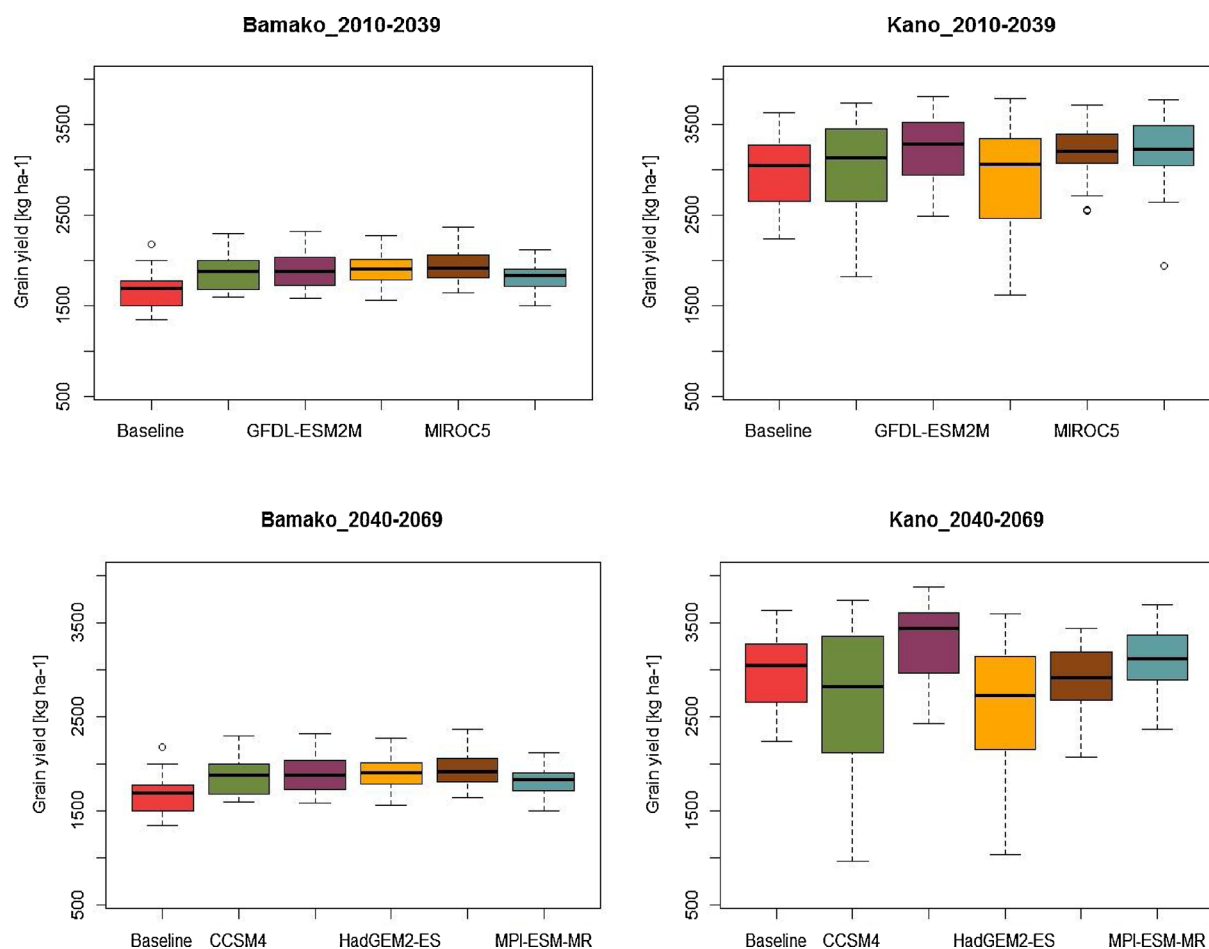 Bamako_2010-2039
Grain yield [kg ha-1]
3500
2500
1500
500
Baseline GFDL-ESM2M MIROC5
Kano_2010-2039
Grain yield [kg ha-1]
3500
2500
1500
500
Baseline GFDL-ESM2M MIROC5
Bamako_2040-2069
Grain yield [kg ha-1]
3500
2500
1500
500
Baseline CCSM4 HadGEM2-ES MPI-ESM-MR
Kano_2040-2069
Grain yield [kg ha-1]
3500
2500
1500
500
Baseline CCSM4 HadGEM2-ES MPI-ESM-MR